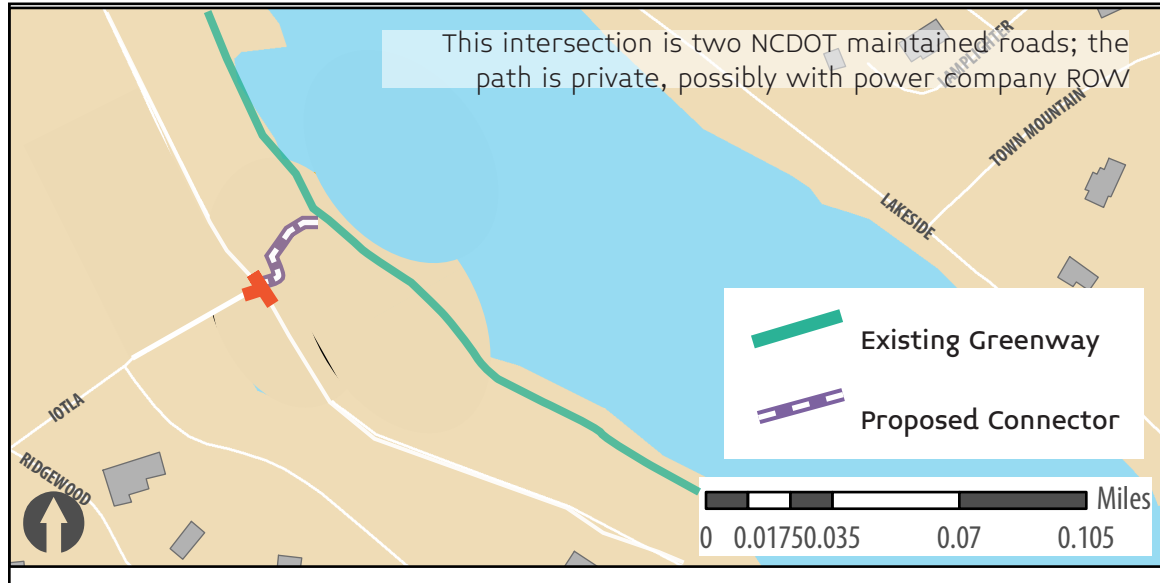 This intersection is two NCDOT maintained roads; the
path is private, possibly with power company ROW
LAMPLIGHTER
TOWN MOUNTAIN
LAKESIDE
Existing Greenway
Proposed Connector
IOTLA
RIDGEWOOD
Miles
0 0.0175 0.035 0.07 0.105